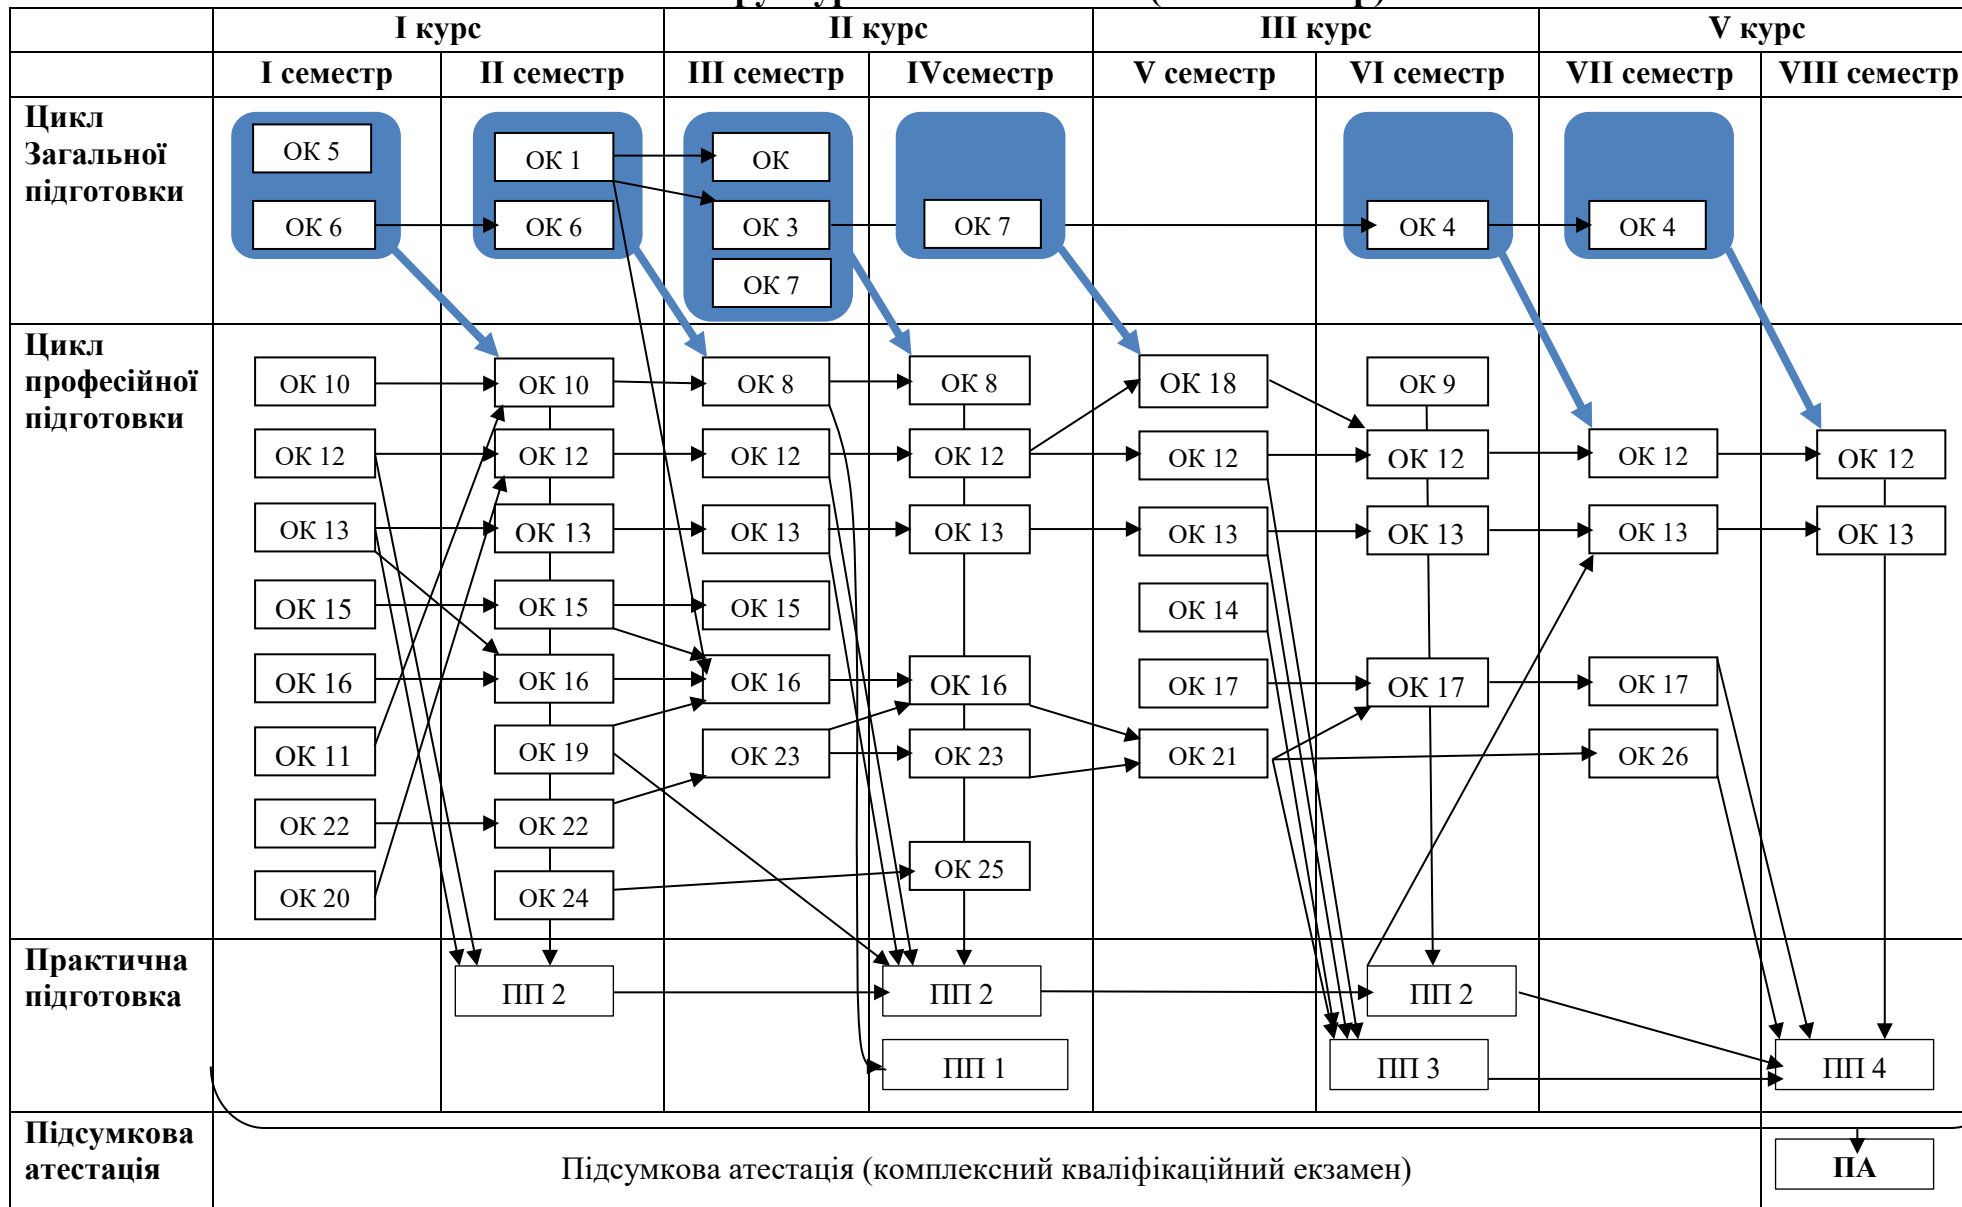 І курс ІІ курс ІІІ курс V курс
І семестр ІІ семестр ІІІ семестр ІVсеместр V семестр VI семестр VII семестр VIII семестр
Цикл
Загальної
підготовки
ОК 5 ОК 1 ОК
ОК 6 ОК 6 ОК 3 ОК 7 ОК 4 ОК 4
ОК 7
Цикл
професійної
підготовки
ОК 10 ОК 10 ОК 8 ОК 8 ОК 18 ОК 9
ОК 12 ОК 12 ОК 12 ОК 12 ОК 12 ОК 12 ОК 12 ОК 12
ОК 13 ОК 13 ОК 13 ОК 13 ОК 13 ОК 13 ОК 13 ОК 13
ОК 15 ОК 15 ОК 15 ОК 14
ОК 16 ОК 16 ОК 16 ОК 16 ОК 17 ОК 17 ОК 17
ОК 11 ОК 19 ОК 23 ОК 23 ОК 21 ОК 26
ОК 22 ОК 22
ОК 25
ОК 20 ОК 24
Практична
підготовка
ПП 2 ПП 2 ПП 2
ПП 1 ПП 3 ПП 4
Підсумкова
атестація
Підсумкова атестація (комплексний кваліфікаційний екзамен) ПА